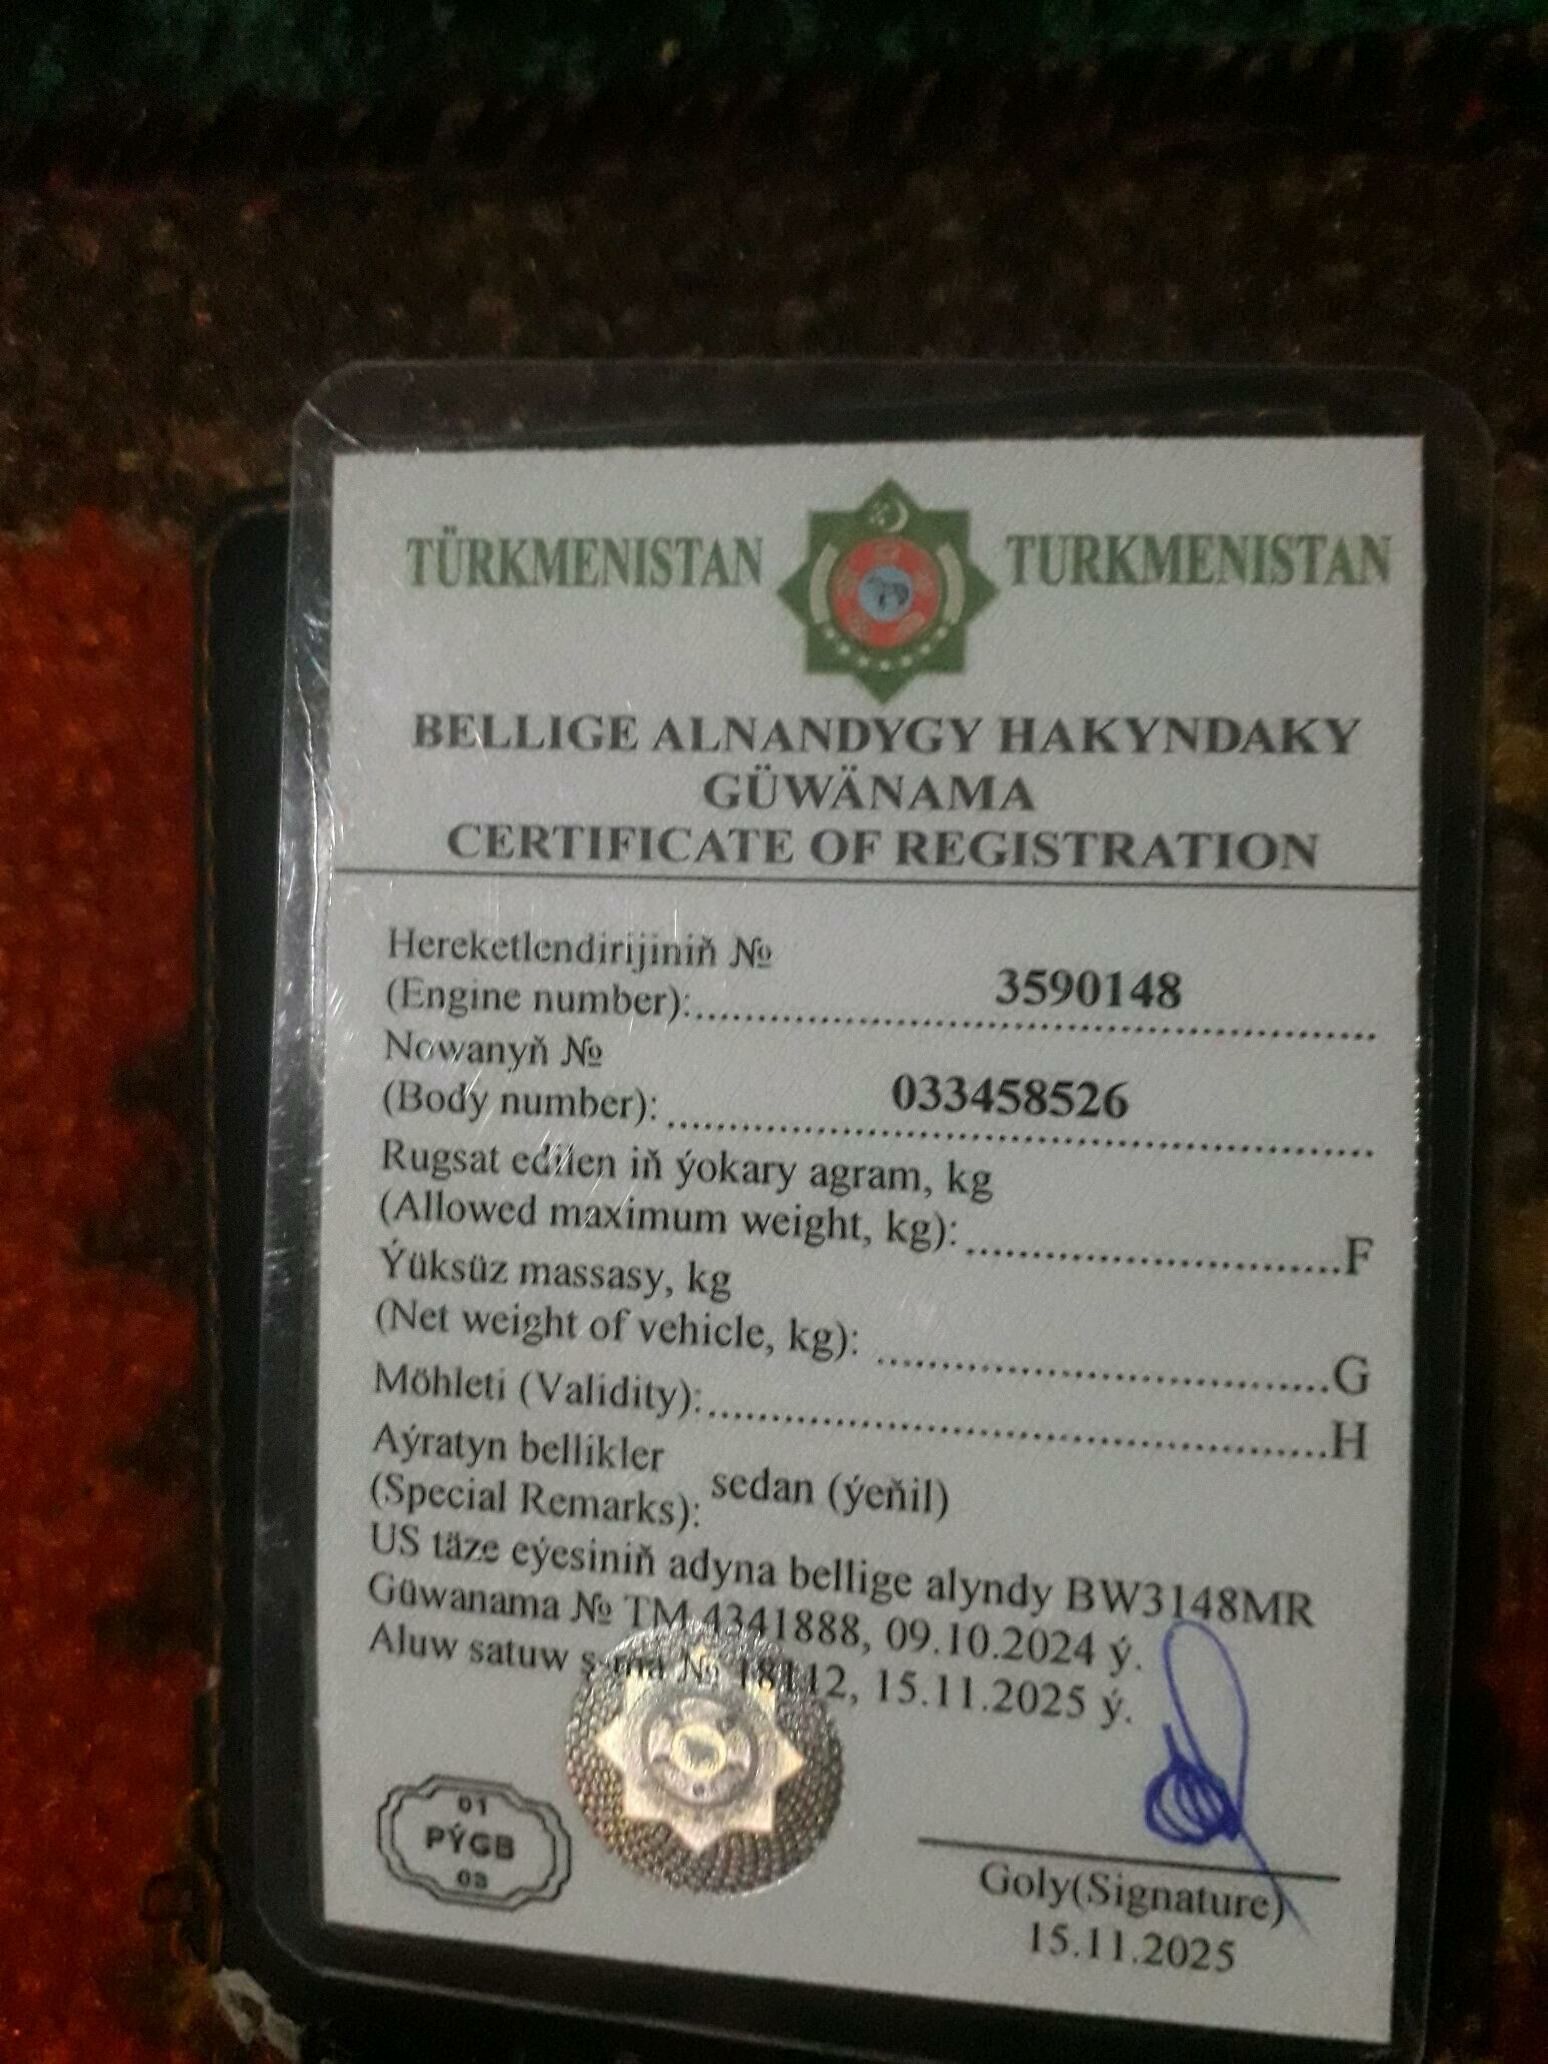 TÜRKMENISTAN TURKMENISTAN
BELLIGE ALNANDYGY HAKYNDAKY
GÜWÄNAMA
CERTIFICATE OF REGISTRATION
Hereketlendirijiniň №
(Engine number):..............3590148
Nowanyň №
(Body number): ..............033458526
Rugsat edilen iň ýokary agram, kg
(Allowed maximum weight, kg): ..............F
Ýüksüz massasy, kg
(Net weight of vehicle, kg): ..............G
Möhleti (Validity):..............H
Aýratyn bellikler
(Special Remarks): sedan (ýeňil)
US täze eýesiniň adyna bellige alyndy BW3148MR
Güwanama № TM 4341888, 09.10.2024 ý.
Aluw satuw № 18112, 15.11.2025 ý.
01
PÝGB
03
Goly(Signature)
15.11.2025